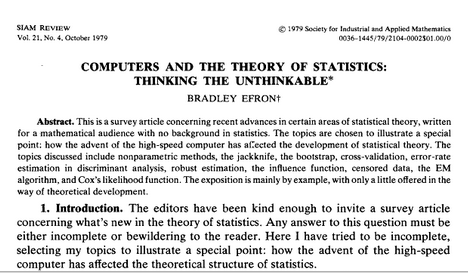 SIAM REVIEW
Vol. 21, No. 4, October 1979
© 1979 Society for Industrial and Applied Mathematics
0036-1445/79/2104-0002$01.00/0
COMPUTERS AND THE THEORY OF STATISTICS:
THINKING THE UNTHINKABLE*
BRADLEY EFRON†
Abstract. This is a survey article concerning recent advances in certain areas of statistical theory, written
for a mathematical audience with no background in statistics. The topics are chosen to illustrate a special
point: how the advent of the high-speed computer has affected the development of statistical theory. The
topics discussed include nonparametric methods, the jackknife, the bootstrap, cross-validation, error-rate
estimation in discriminant analysis, robust estimation, the influence function, censored data, the EM
algorithm, and Cox's likelihood function. The exposition is mainly by example, with only a little offered in the
way of theoretical development.
1. Introduction. The editors have been kind enough to invite a survey article
concerning what's new in the theory of statistics. Any answer to this question must be
either incomplete or bewildering to the reader. Here I have tried to be incomplete,
selecting my topics to illustrate a special point: how the advent of the high-speed
computer has affected the theoretical structure of statistics.